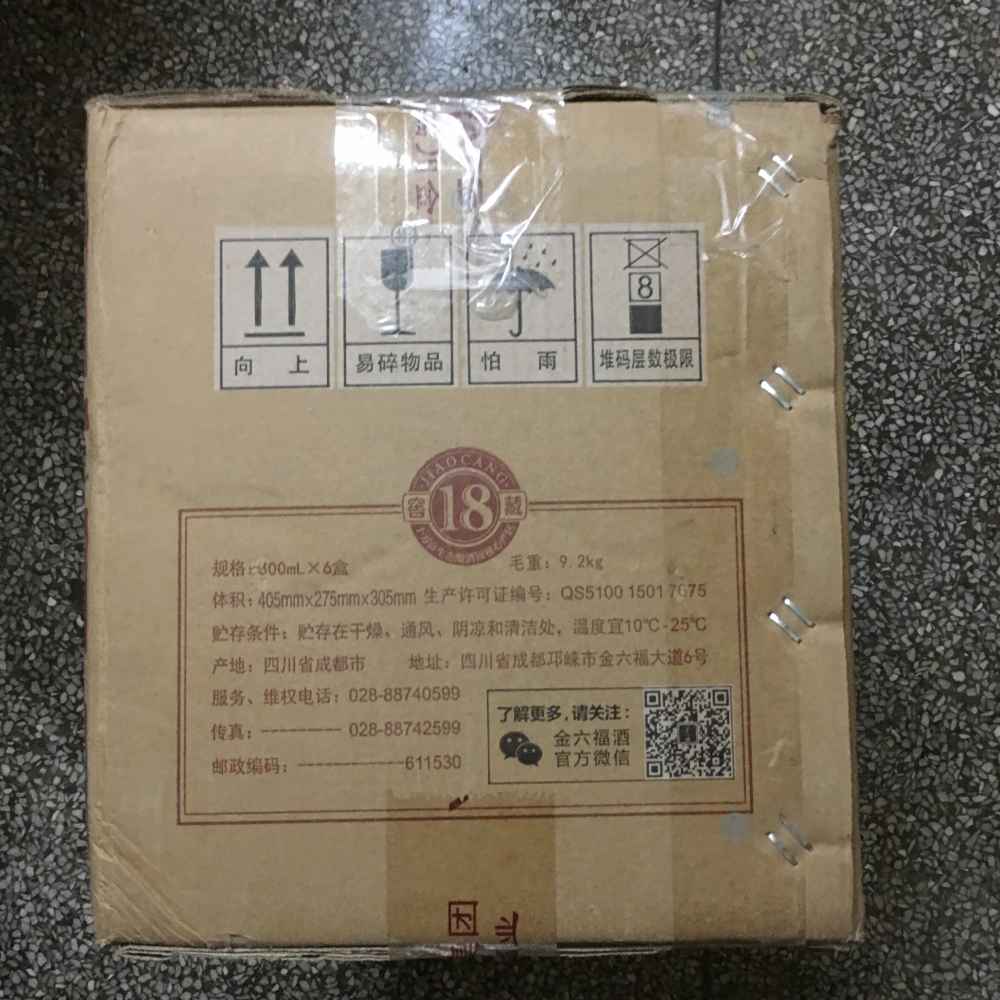 向 上
易碎物品
怕 雨
8
堆码层数极限
JIAO CANG
窖 18 藏
规格: 500mL×6盒
毛重: 9.2kg
体积: 405mmx275mmx305mm 生产许可证编号: QS5100 1501 7675
贮存条件: 贮存在干燥、通风、阴凉和清洁处, 温度宜10℃-25℃
产地: 四川省成都市 地址: 四川省成都邛崃市金六福大道6号
服务、维权电话: 028-88740599
传真: 028-88742599
邮政编码: 611530
了解更多,请关注:
金六福酒
官方微信